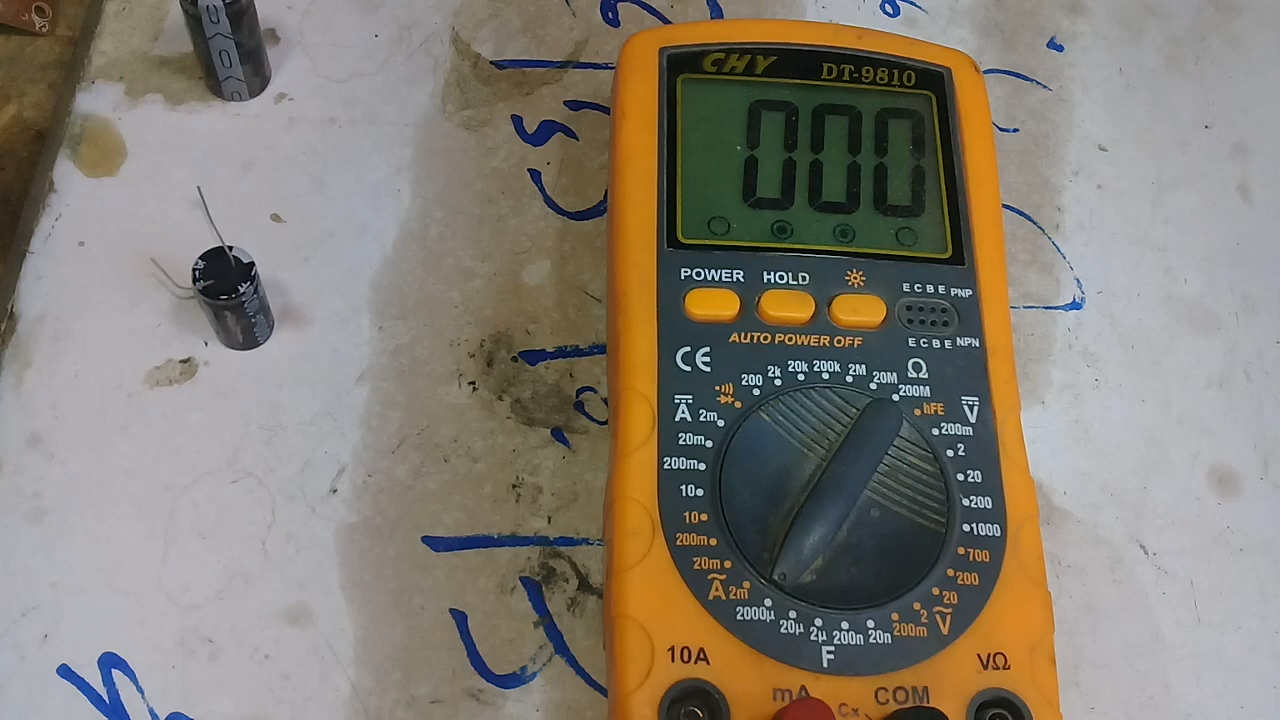 CHY DT-9810
000
POWER HOLD
E C B E PNP
AUTO POWER OFF
E C B E NPN
CE
Ω
200 2k 20k 200k 2M 20M 200M
hFE
A
V
2m
20m
200m
10
10
200m
20m
2m
A
200m
2
20
200
1000
700
200
20
2
200m
V
2000µ 20µ 2µ 200n 20n
F
10A
VΩ
mA
COM
Cx